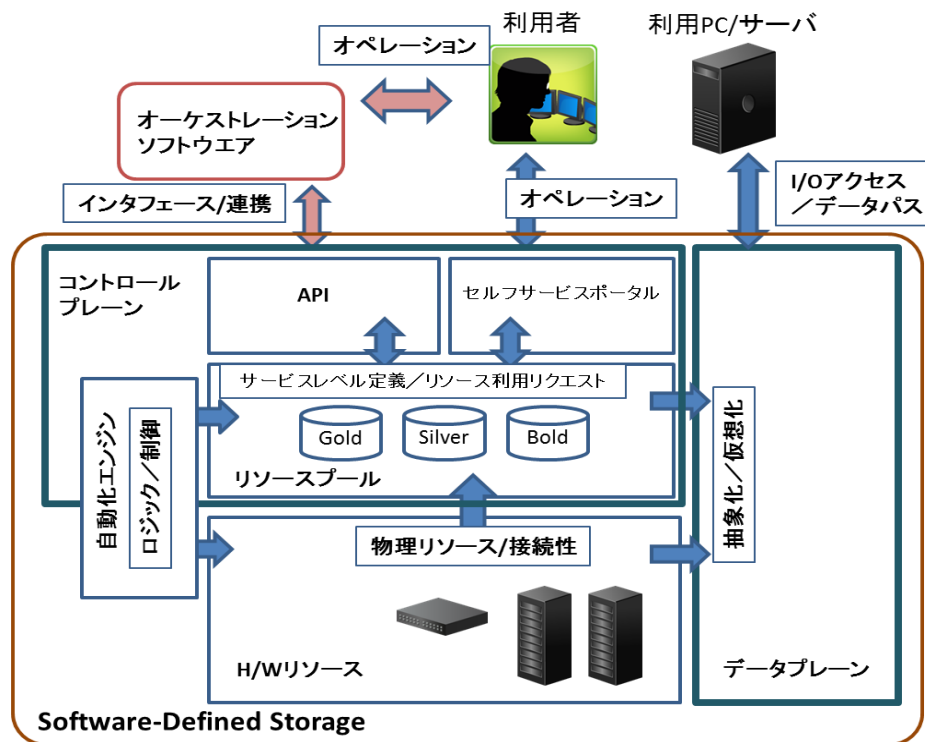 利用者
利用PC/サーバ
オペレーション
オーケストレーション
ソフトウエア
インタフェース/連携
オペレーション
I/Oアクセス
／データパス
コントロール
プレーン
API
セルフサービスポータル
サービスレベル定義／リソース利用リクエスト
Gold
Silver
Bold
リソースプール
自動化エンジン
ロジック／制御
抽象化／仮想化
物理リソース/接続性
H/Wリソース
データプレーン
Software-Defined Storage